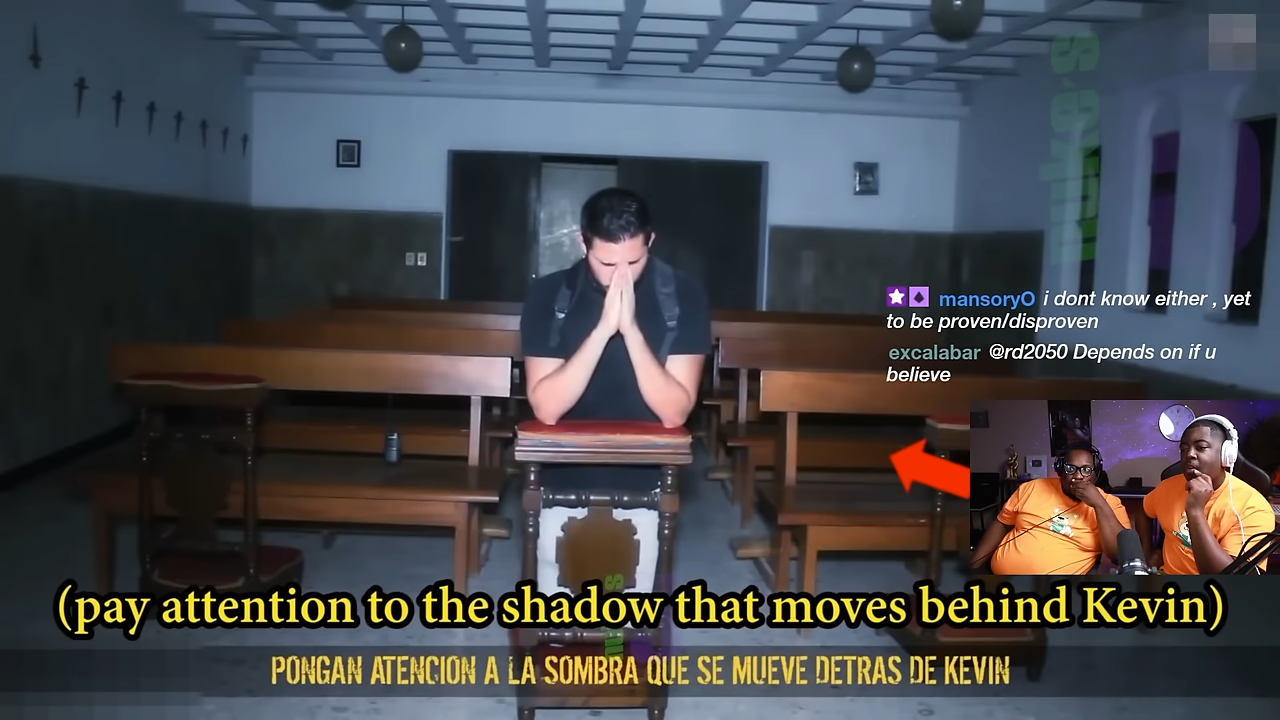 mansoryO i dont know either , yet
to be proven/disproven
excalabar @rd2050 Depends on if u
believe
(pay attention to the shadow that moves behind Kevin)
PONGAN ATENCION A LA SOMBRA QUE SE MUEVE DETRAS DE KEVIN